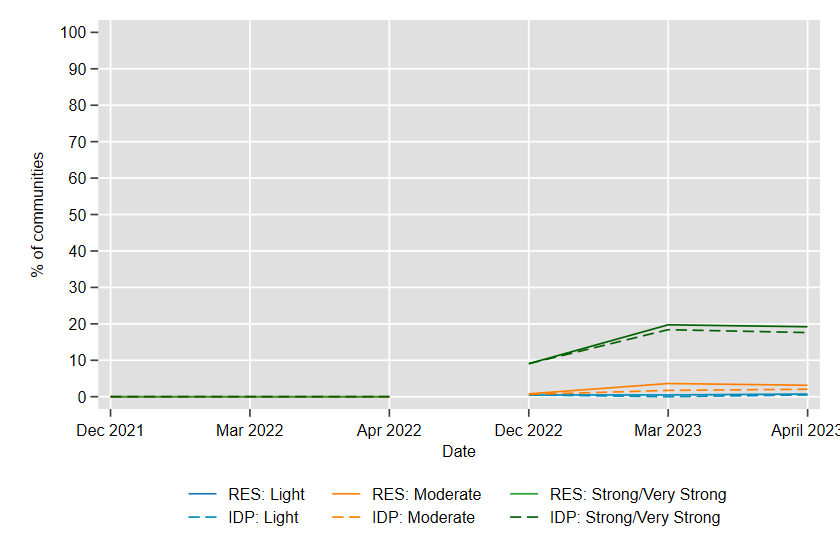 100
90
80
70
60
50
40
30
20
10
0
% of communities
Dec 2021 Mar 2022 Apr 2022 Dec 2022 Mar 2023 April 2023
Date
RES: Light RES: Moderate RES: Strong/Very Strong
IDP: Light IDP: Moderate IDP: Strong/Very Strong